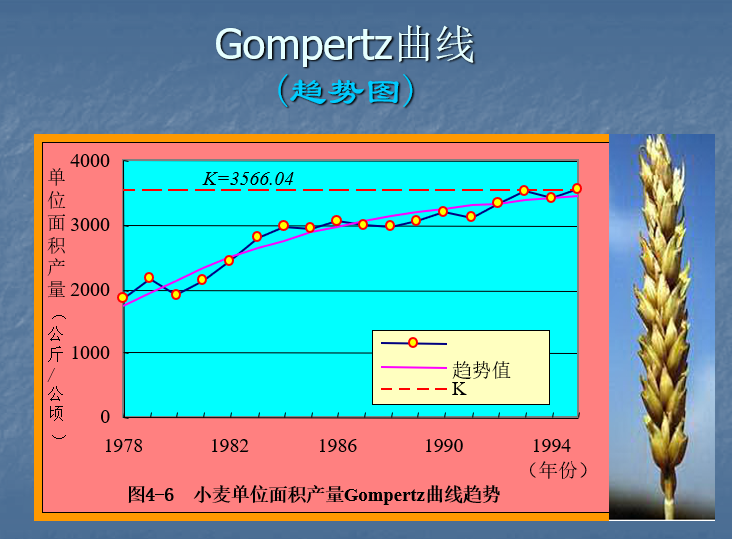 Gompertz曲线
(趋势图)
单位面积产量（公斤/公顷）
4000
3000
2000
1000
0
K=3566.04
趋势值
K
1978 1982 1986 1990 1994
（年份）
图4-6 小麦单位面积产量Gompertz曲线趋势